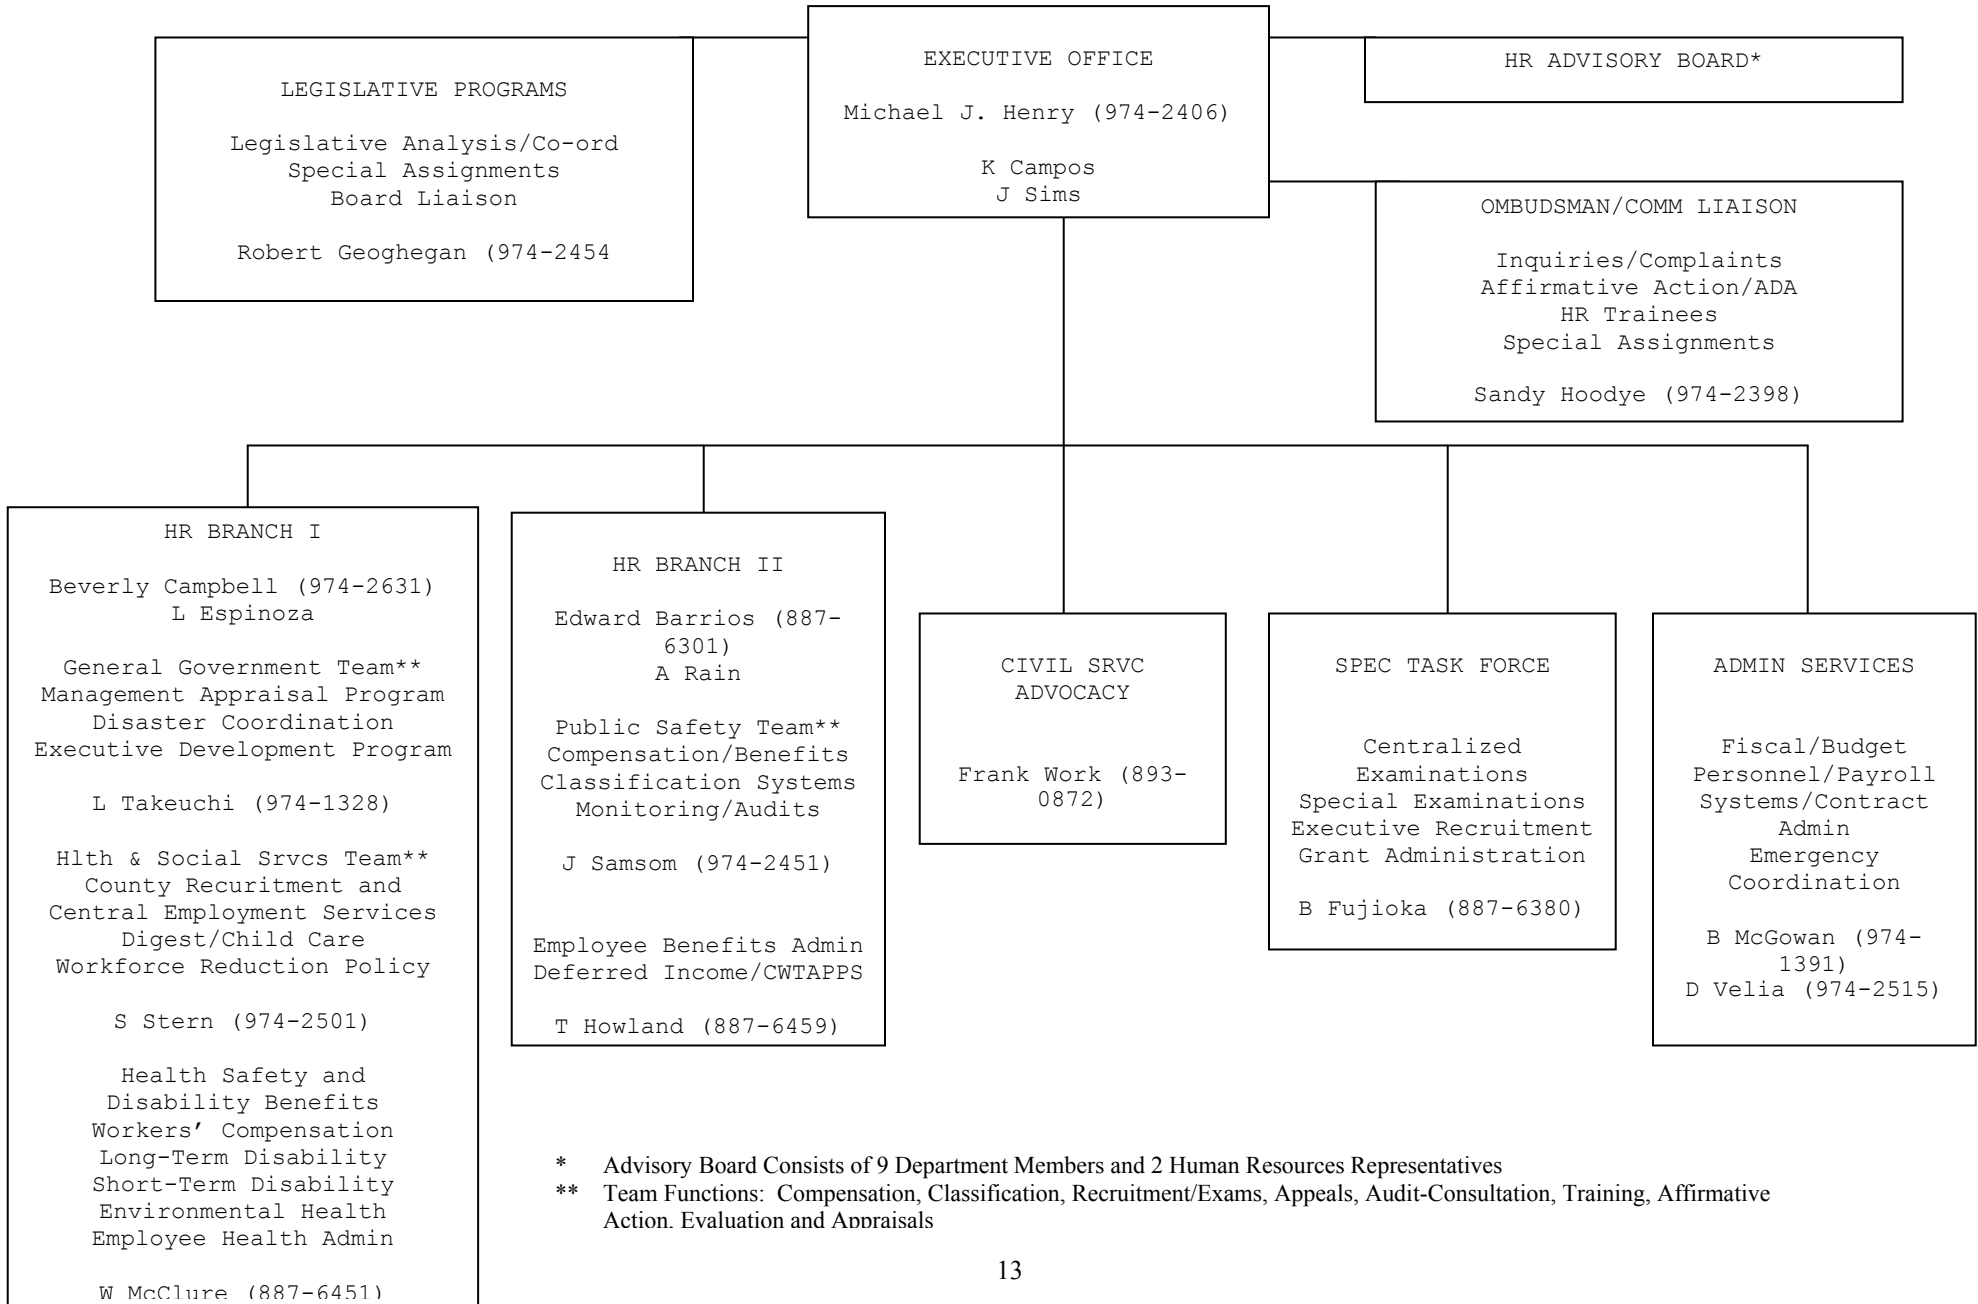 LEGISLATIVE PROGRAMS
Legislative Analysis/Co-ord
Special Assignments
Board Liaison
Robert Geoghegan (974-2454
EXECUTIVE OFFICE
Michael J. Henry (974-2406)
K Campos
J Sims
HR ADVISORY BOARD*
OMBUDSMAN/COMM LIAISON
Inquiries/Complaints
Affirmative Action/ADA
HR Trainees
Special Assignments
Sandy Hoodye (974-2398)
HR BRANCH I
Beverly Campbell (974-2631)
L Espinoza
General Government Team**
Management Appraisal Program
Disaster Coordination
Executive Development Program
L Takeuchi (974-1328)
Hlth & Social Srvcs Team**
County Recuritment and
Central Employment Services
Digest/Child Care
Workforce Reduction Policy
S Stern (974-2501)
Health Safety and
Disability Benefits
Workers’ Compensation
Long-Term Disability
Short-Term Disability
Environmental Health
Employee Health Admin
W McClure (887-6451)
HR BRANCH II
Edward Barrios (887-
6301)
A Rain
Public Safety Team**
Compensation/Benefits
Classification Systems
Monitoring/Audits
J Samsom (974-2451)
Employee Benefits Admin
Deferred Income/CWTAPPS
T Howland (887-6459)
CIVIL SRVC
ADVOCACY
Frank Work (893-
0872)
SPEC TASK FORCE
Centralized
Examinations
Special Examinations
Executive Recruitment
Grant Administration
B Fujioka (887-6380)
ADMIN SERVICES
Fiscal/Budget
Personnel/Payroll
Systems/Contract
Admin
Emergency
Coordination
B McGowan (974-
1391)
D Velia (974-2515)
* Advisory Board Consists of 9 Department Members and 2 Human Resources Representatives
** Team Functions: Compensation, Classification, Recruitment/Exams, Appeals, Audit-Consultation, Training, Affirmative
Action, Evaluation and Appraisals
13